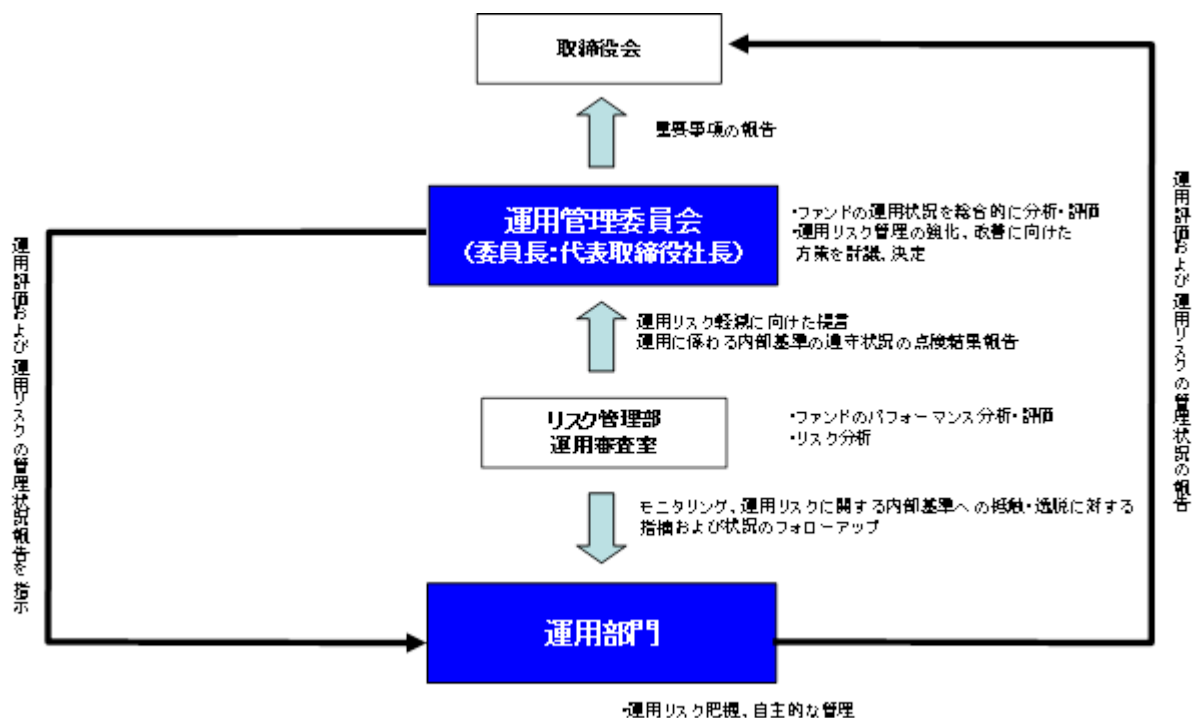 取締役会
重要事項の報告
運用管理委員会
(委員長:代表取締役社長)
・ファンドの運用状況を総合的に分析・評価
・運用リスク管理の強化、改善に向けた
方策を討議、決定
運用リスク軽減に向けた提言
運用に係わる内部基準の遵守状況の点検結果報告
リスク管理部
運用審査室
・ファンドのパフォーマンス分析・評価
・リスク分析
モニタリング、運用リスクに関する内部基準への抵触・逸脱に対する
指摘および状況のフォローアップ
運用部門
・運用リスク把握、自主的な管理
運用評価および運用リスクの管理状況報告を指示
運用評価および運用リスクの管理状況の報告